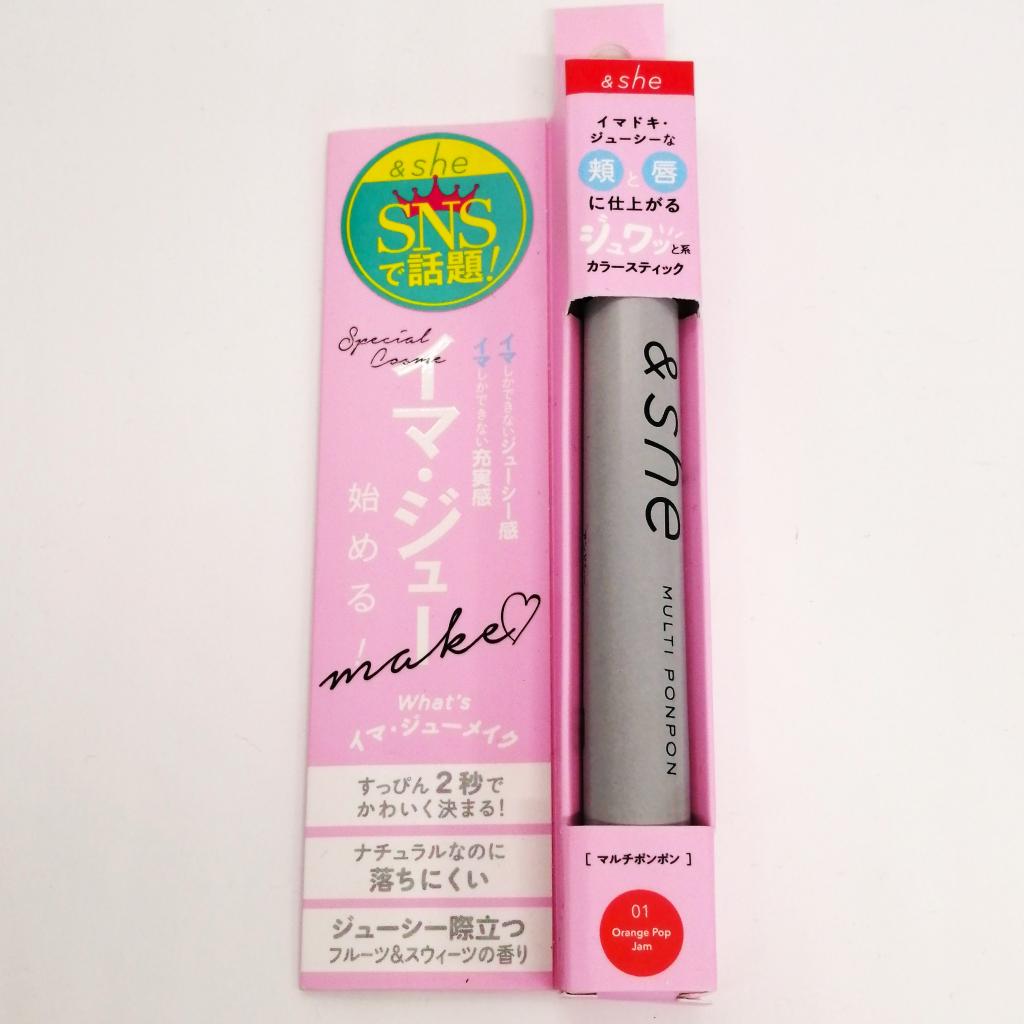 &she
SNS
で話題!
Special
Cosme
イマしかできないジューシー感
イマしかできない充実感
イマ・ジュー
始める!
make♡
What's
イマ・ジューメイク
すっぴん2秒で
かわいく決まる!
ナチュラルなのに
落ちにくい
ジューシー際立つ
フルーツ&スウィーツの香り
&she
イマドキ・
ジューシーな
頬と唇
に仕上がる
ジュワッと系
カラースティック
&she
MULTI PONPON
[ マルチポンポン ]
01
Orange Pop
Jam